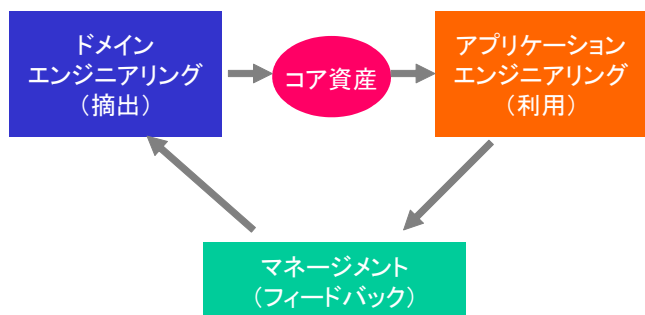 ドメイン
エンジニアリング
（摘出）
コア資産
アプリケーション
エンジニアリング
（利用）
マネージメント
（フィードバック）